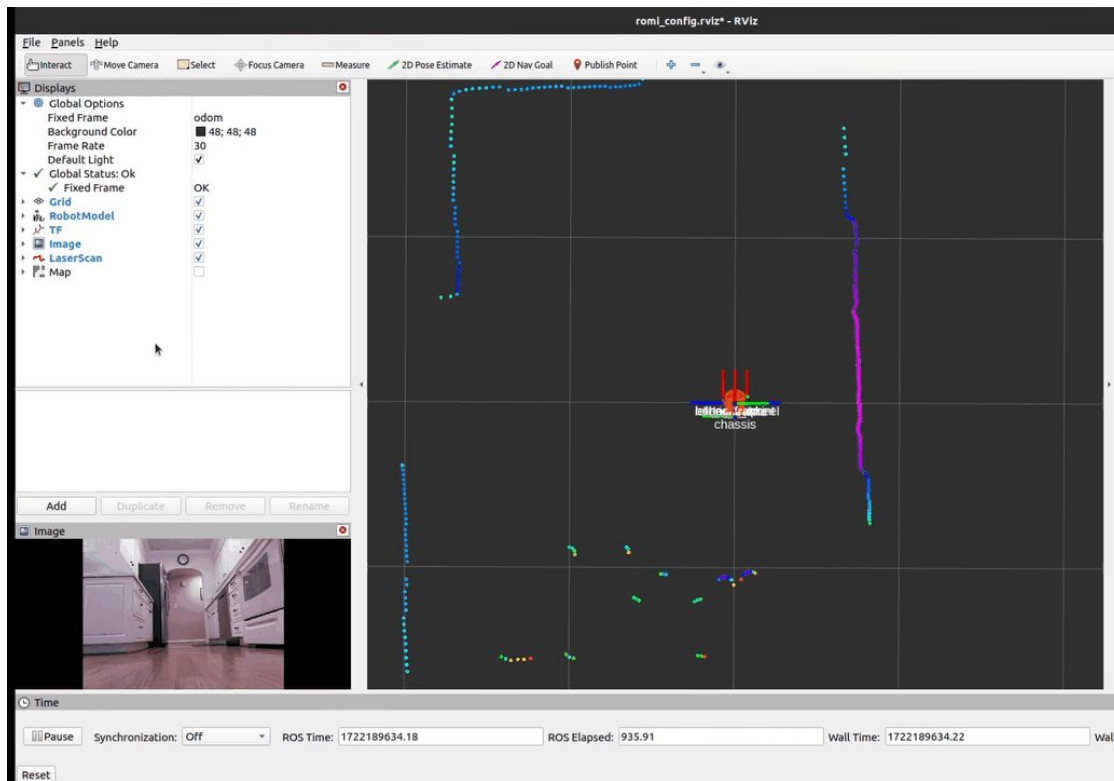 romi_config.rviz* - RViz
File Panels Help
Interact Move Camera Select Focus Camera Measure 2D Pose Estimate 2D Nav Goal Publish Point
Displays
Global Options
Fixed Frame odom
Background Color 48; 48; 48
Frame Rate 30
Default Light
Global Status: Ok
Fixed Frame OK
Grid
RobotModel
TF
Image
LaserScan
Map
chassis
Add Duplicate Remove Rename
Image
Time
Pause Synchronization: Off ROS Time: 1722189634.18 ROS Elapsed: 935.91 Wall Time: 1722189634.22 Wal
Reset